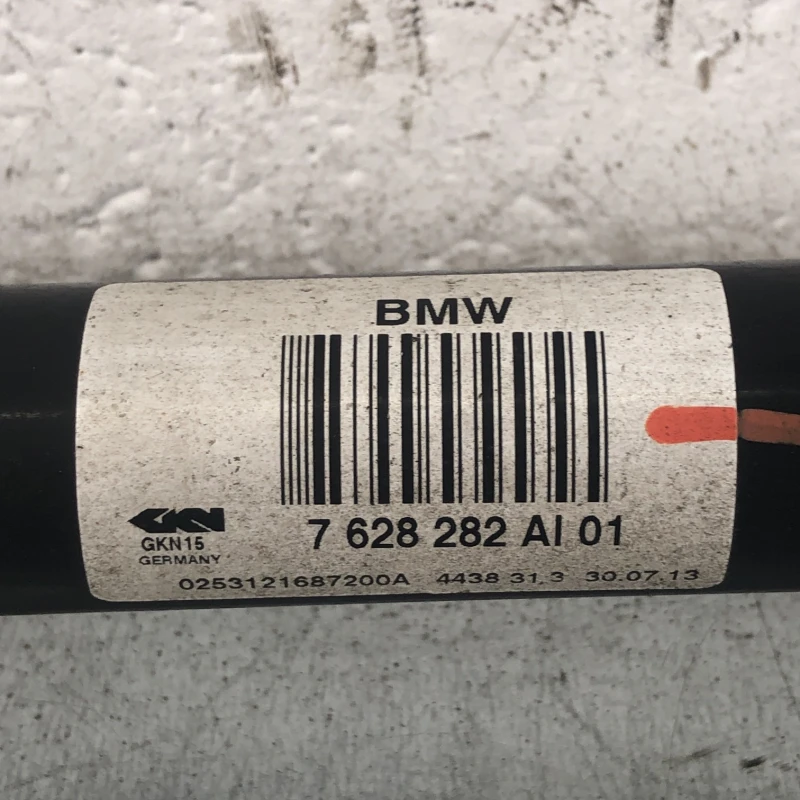 BMW
7 628 282 AI 01
GKN
GKN15
GERMANY
0253121687200A 4438 31.3 30.07.13